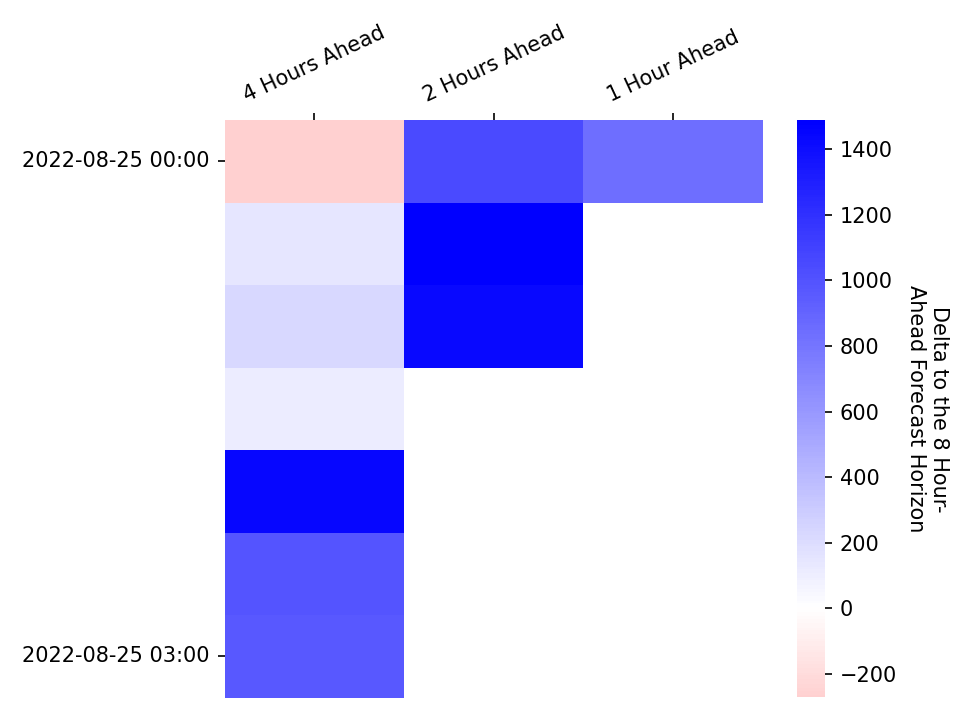 4 Hours Ahead
2 Hours Ahead
1 Hour Ahead
2022-08-25 00:00
2022-08-25 03:00
1400
1200
1000
800
600
400
200
0
−200
Delta to the 8 Hour-
Ahead Forecast Horizon